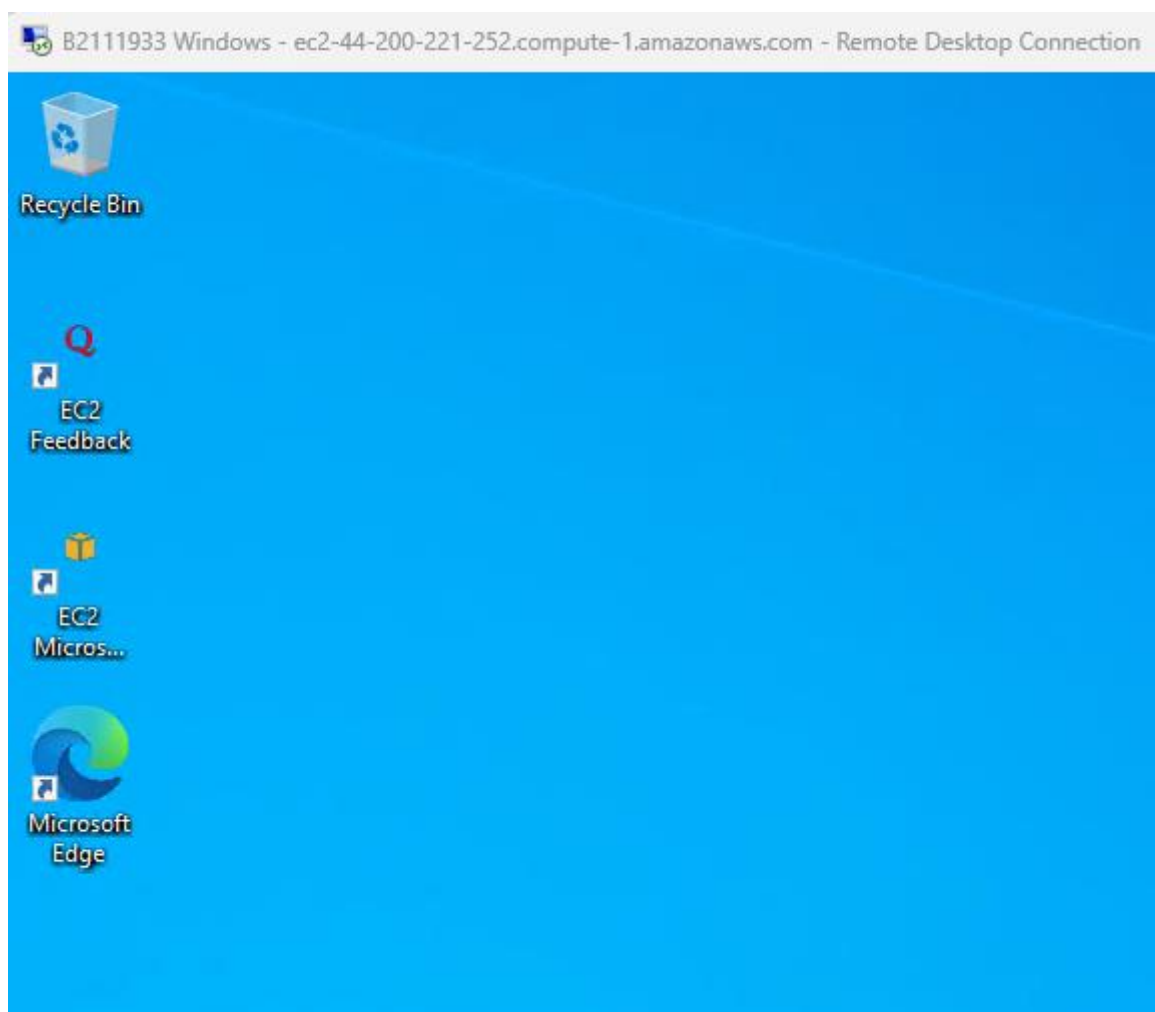 B2111933 Windows - ec2-44-200-221-252.compute-1.amazonaws.com - Remote Desktop Connection
Recycle Bin
Q
EC2
Feedback
EC2
Micros...
Microsoft
Edge